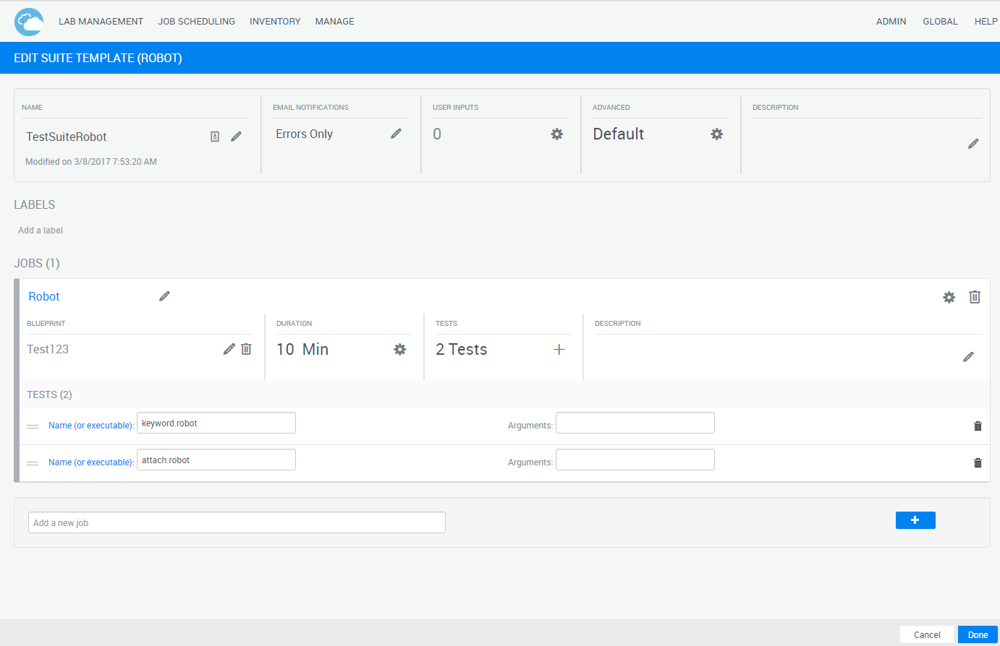 LAB MANAGEMENT JOB SCHEDULING INVENTORY MANAGE ADMIN GLOBAL HELP
EDIT SUITE TEMPLATE (ROBOT)
NAME EMAIL NOTIFICATIONS USER INPUTS ADVANCED DESCRIPTION
TestSuiteRobot Errors Only 0 Default
Modified on 3/8/2017 7:53:20 AM
LABELS
Add a label
JOBS (1)
Robot
BLUEPRINT DURATION TESTS DESCRIPTION
Test123 10 Min 2 Tests
TESTS (2)
Name (or executable): keyword.robot Arguments:
Name (or executable): attach.robot Arguments:
Add a new job
Cancel Done